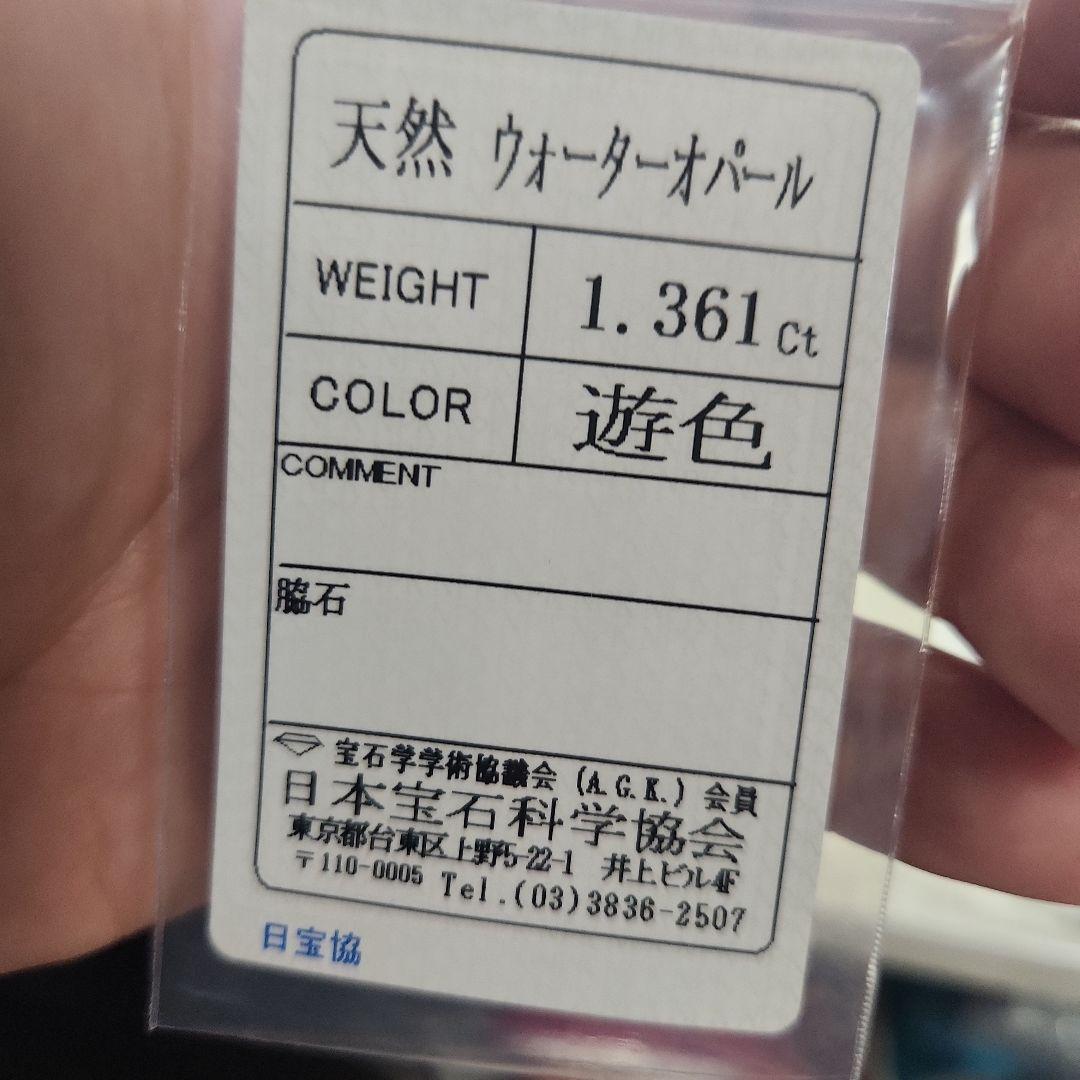 天然 ウォーターオパール
WEIGHT 1.361ct
COLOR 遊色
COMMENT
脇石
宝石学学術協議会 (A.G.K.) 会員
日本宝石科学協会
東京都台東区上野5-22-1 井上ビル4F
〒110-0005 Tel.(03)3836-2507
日宝協